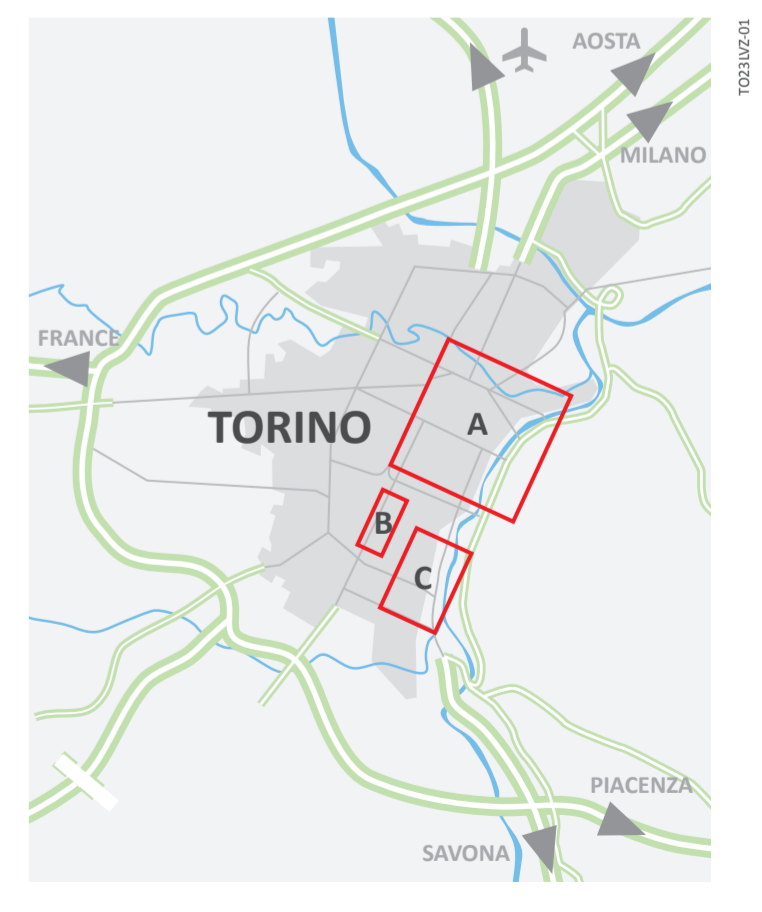 TO23LVZ-01
AOSTA
MILANO
FRANCE
TORINO
A
B
C
PIACENZA
SAVONA